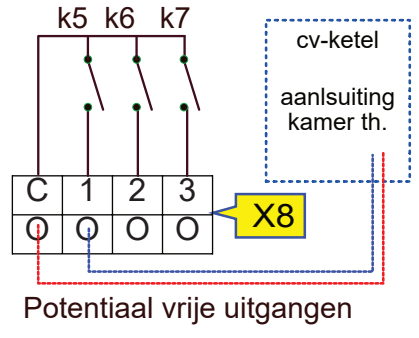 k5 k6 k7
cv-ketel
aanlsuiting
kamer th.
C 1 2 3
O O O O
X8
Potentiaal vrije uitgangen